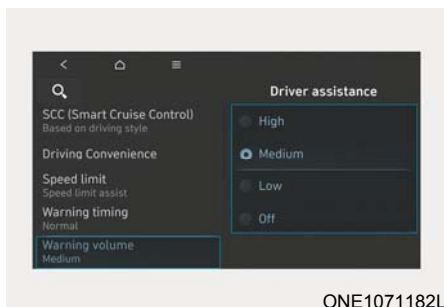 Driver assistance
SCC (Smart Cruise Control)
Based on driving style
Driving Convenience
Speed limit
Speed limit assist
Warning timing
Normal
Warning volume
Medium
High
Medium
Low
Off
ONE1071182L